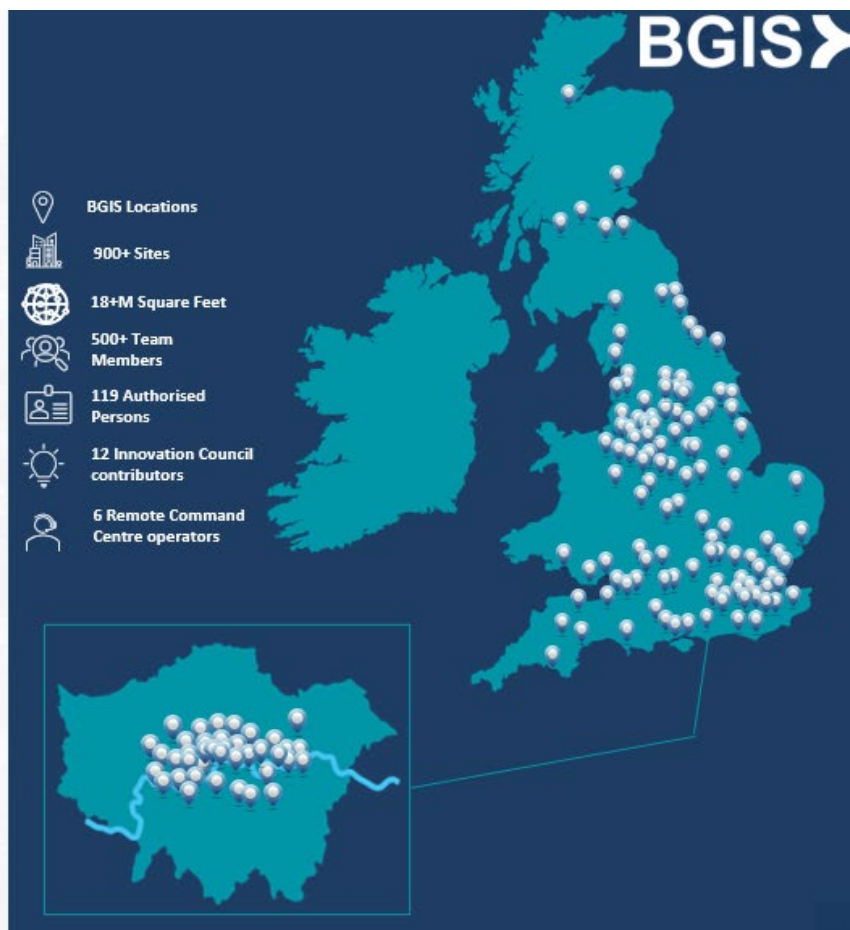 BGIS
BGIS Locations
900+ Sites
18+M Square Feet
500+ Team
Members
119 Authorised
Persons
12 Innovation Council
contributors
6 Remote Command
Centre operators